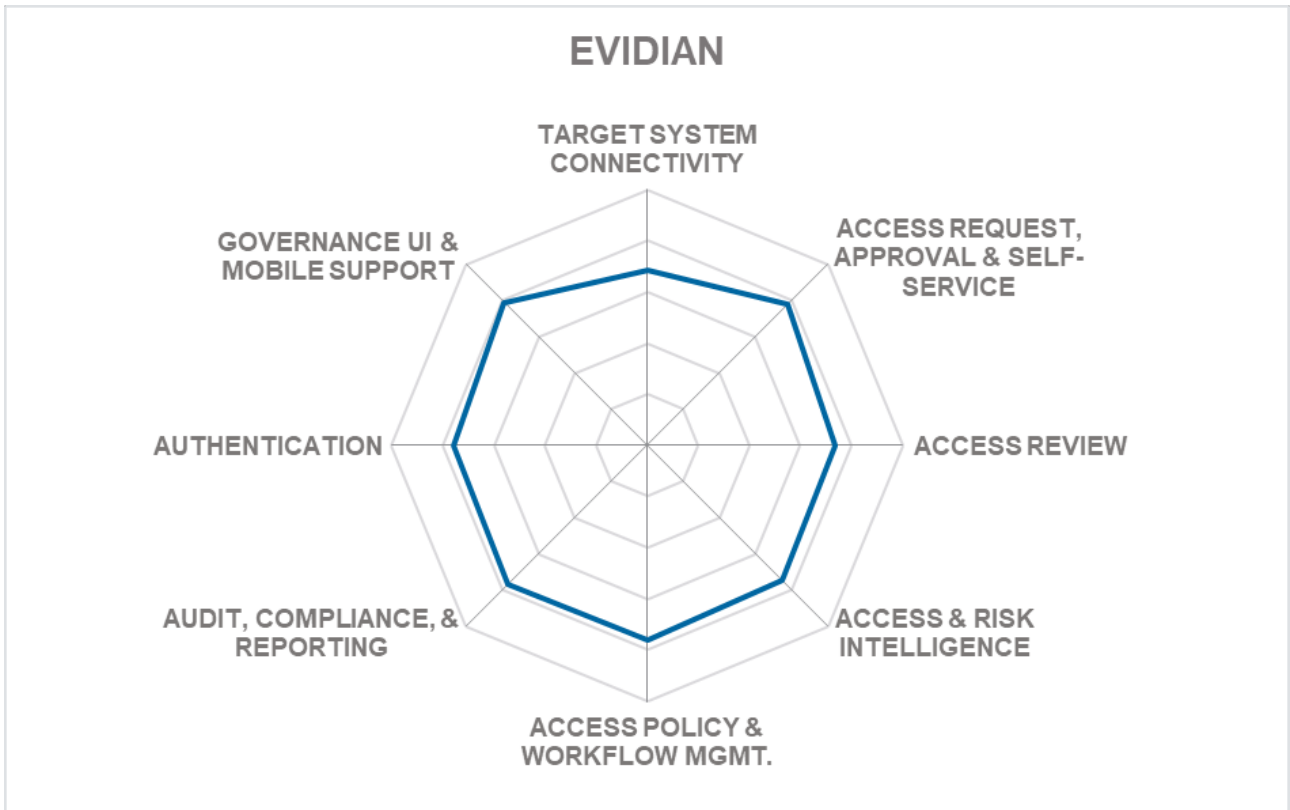 EVIDIAN
TARGET SYSTEM
CONNECTIVITY
ACCESS REQUEST,
APPROVAL & SELF-
SERVICE
ACCESS REVIEW
ACCESS & RISK
INTELLIGENCE
ACCESS POLICY &
WORKFLOW MGMT.
AUDIT, COMPLIANCE, &
REPORTING
AUTHENTICATION
GOVERNANCE UI &
MOBILE SUPPORT